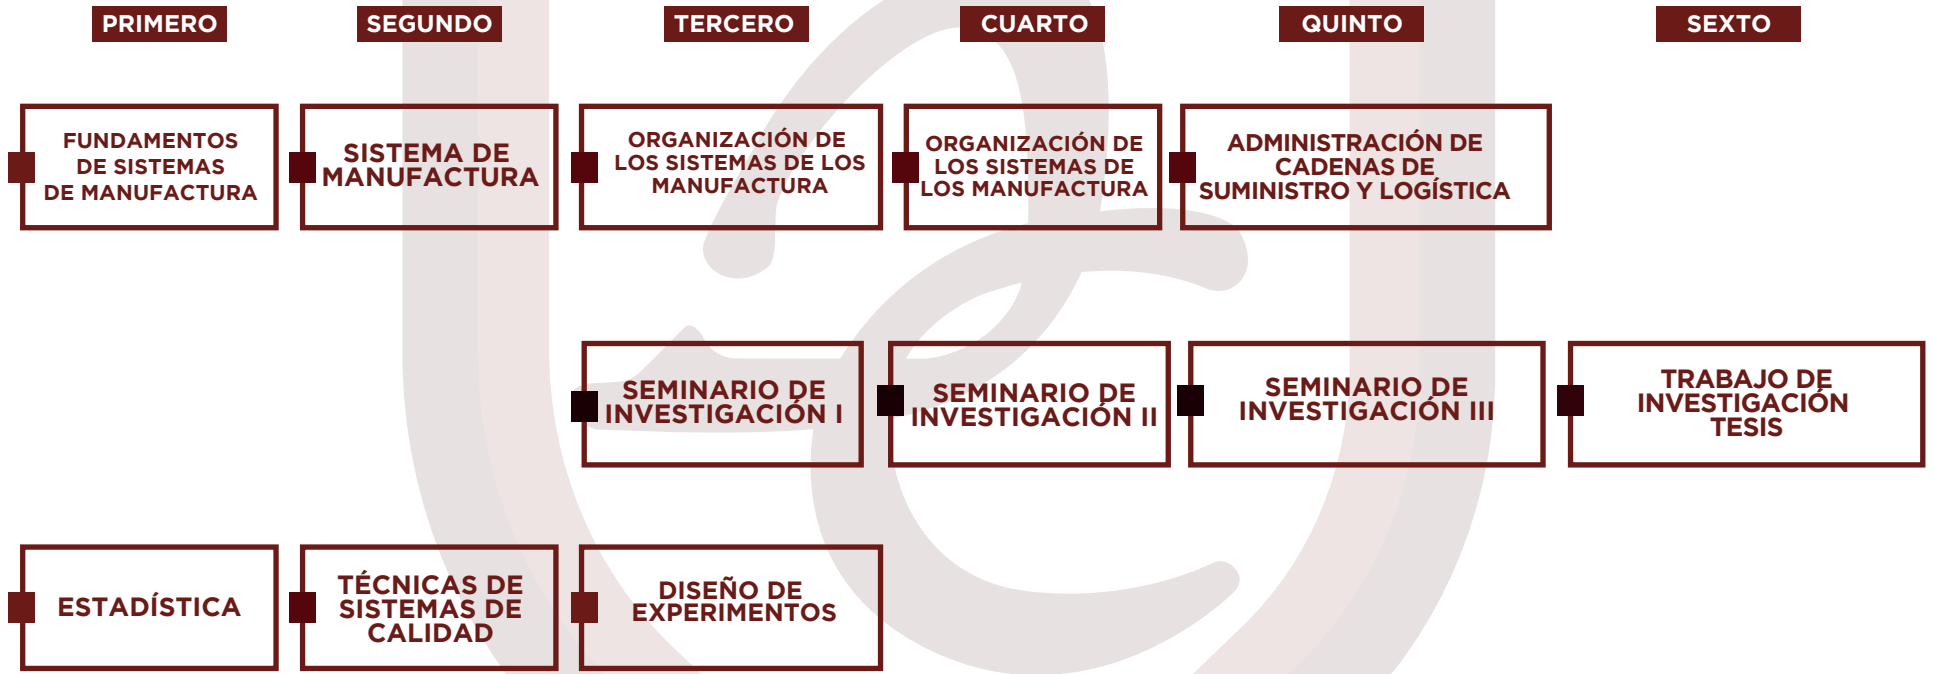 PRIMERO
SEGUNDO
TERCERO
CUARTO
QUINTO
SEXTO
FUNDAMENTOS
DE SISTEMAS
DE MANUFACTURA
SISTEMA DE
MANUFACTURA
ORGANIZACIÓN DE
LOS SISTEMAS DE LOS
MANUFACTURA
ORGANIZACIÓN DE
LOS SISTEMAS DE
LOS MANUFACTURA
ADMINISTRACIÓN DE
CADENAS DE
SUMINISTRO Y LOGÍSTICA
SEMINARIO DE
INVESTIGACIÓN I
SEMINARIO DE
INVESTIGACIÓN II
SEMINARIO DE
INVESTIGACIÓN III
TRABAJO DE
INVESTIGACIÓN
TESIS
ESTADÍSTICA
TÉCNICAS DE
SISTEMAS DE
CALIDAD
DISEÑO DE
EXPERIMENTOS